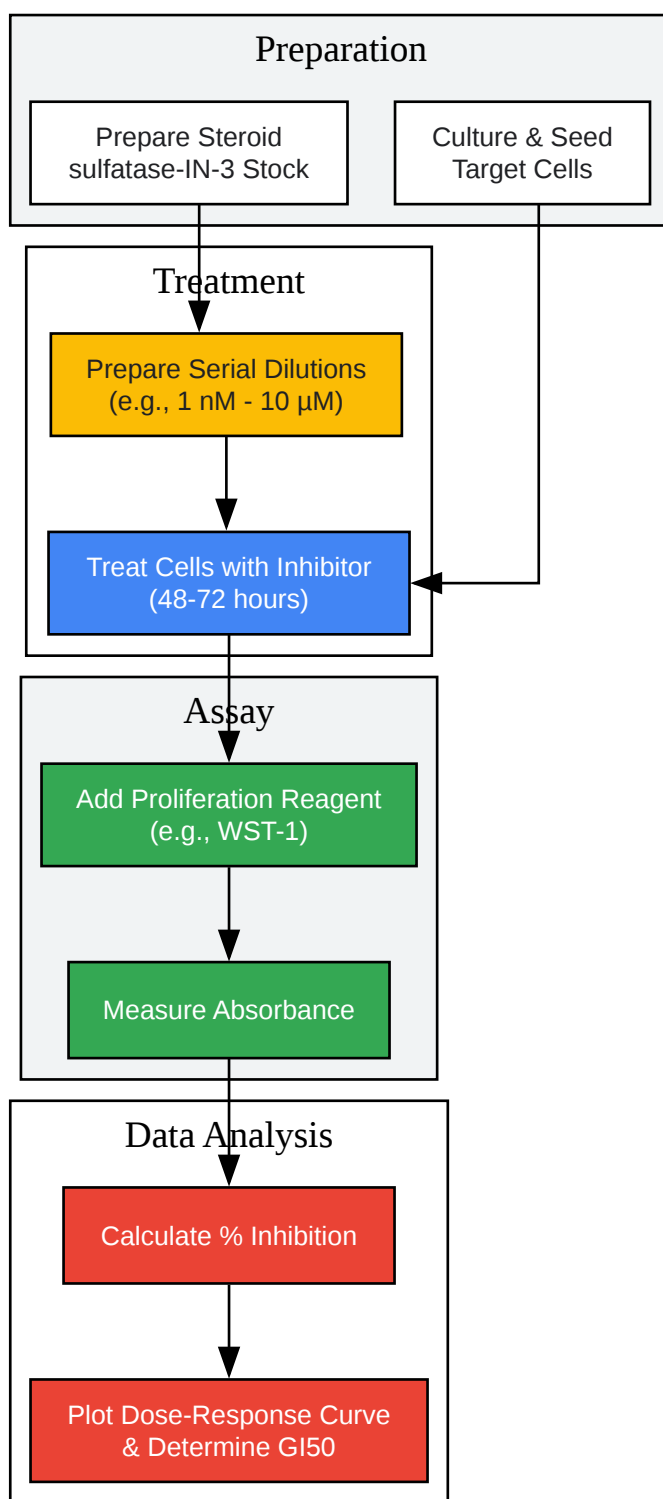 Preparation
Prepare Steroid
sulfatase-IN-3 Stock
Culture & Seed
Target Cells
Treatment
Prepare Serial Dilutions
(e.g., 1 nM - 10 µM)
Treat Cells with Inhibitor
(48-72 hours)
Assay
Add Proliferation Reagent
(e.g., WST-1)
Measure Absorbance
Data Analysis
Calculate % Inhibition
Plot Dose-Response Curve
& Determine GI50